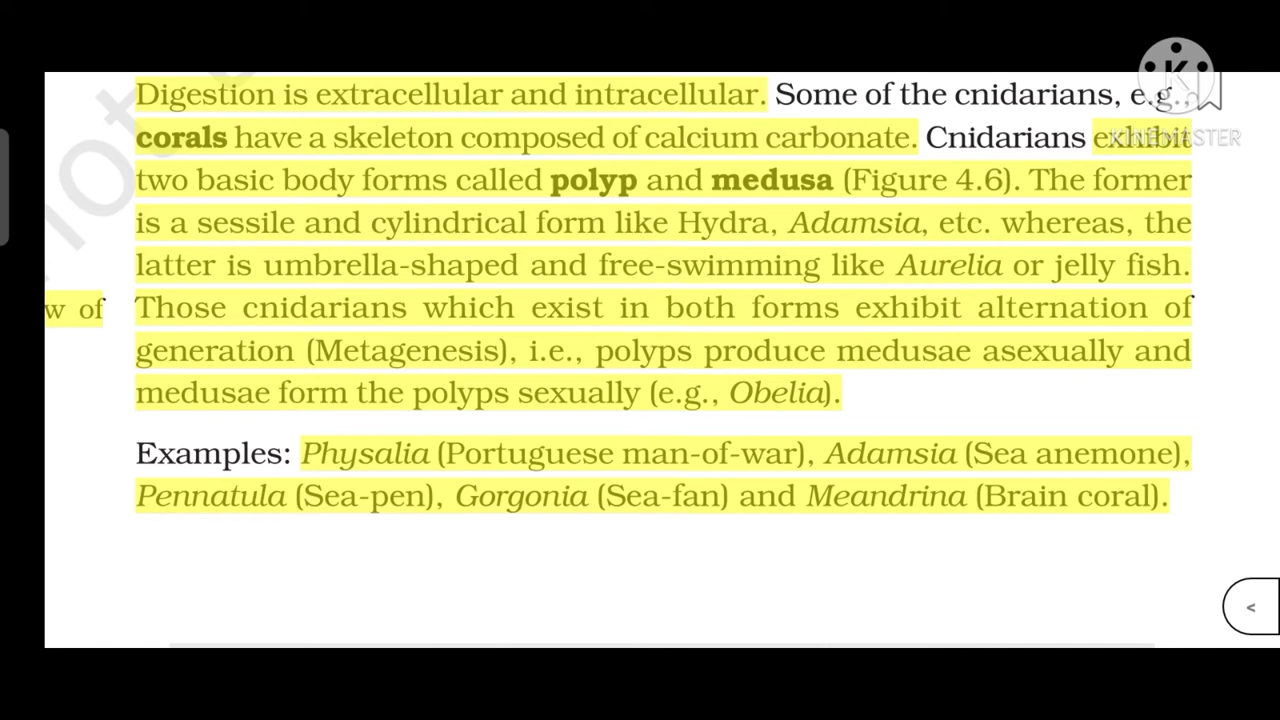 Digestion is extracellular and intracellular. Some of the cnidarians, e.g.,
corals have a skeleton composed of calcium carbonate. Cnidarians exhibit
KINEMASTER
two basic body forms called polyp and medusa (Figure 4.6). The former
is a sessile and cylindrical form like Hydra, Adamsia, etc. whereas, the
latter is umbrella-shaped and free-swimming like Aurelia or jelly fish.
w of Those cnidarians which exist in both forms exhibit alternation of
generation (Metagenesis), i.e., polyps produce medusae asexually and
medusae form the polyps sexually (e.g., Obelia).
Examples: Physalia (Portuguese man-of-war), Adamsia (Sea anemone),
Pennatula (Sea-pen), Gorgonia (Sea-fan) and Meandrina (Brain coral).
not
K
<